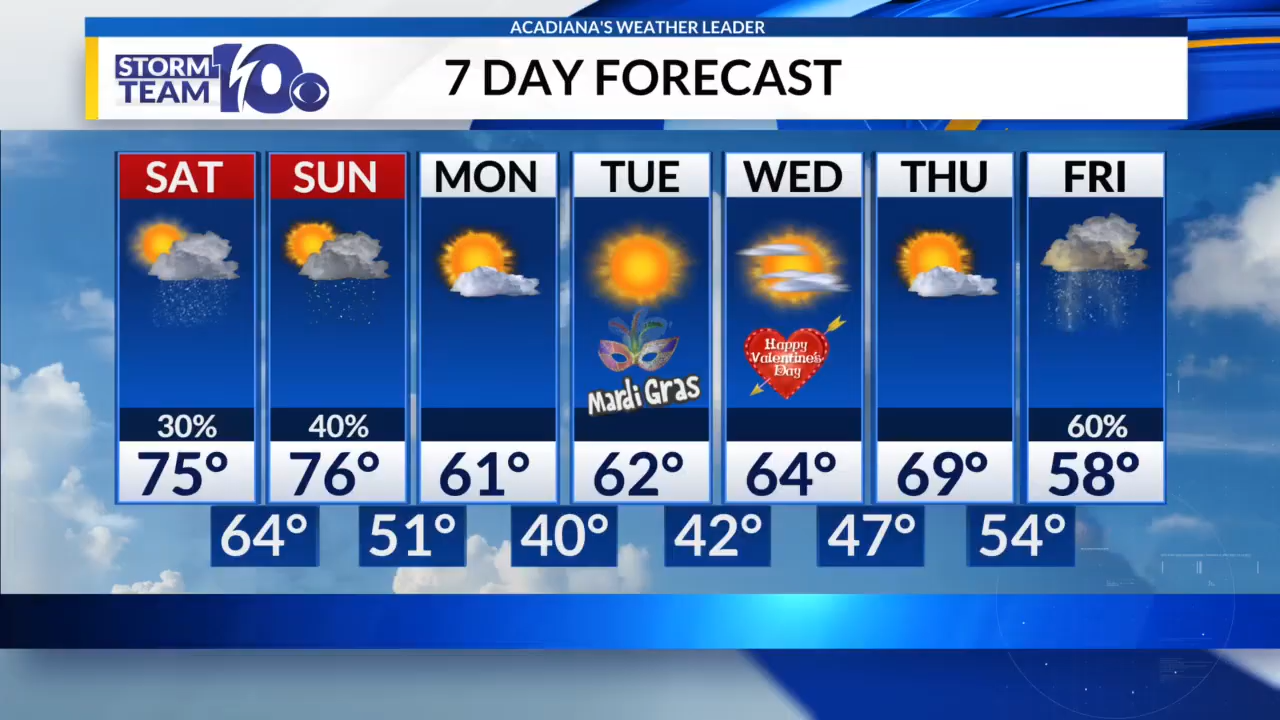 ACADIANA'S WEATHER LEADER
STORM
TEAM
10
7 DAY FORECAST
SAT SUN MON TUE WED THU FRI
Happy
Valentine's
Day
Mardi Gras
30% 40% 60%
75° 76° 61° 62° 64° 69° 58°
64° 51° 40° 42° 47° 54°